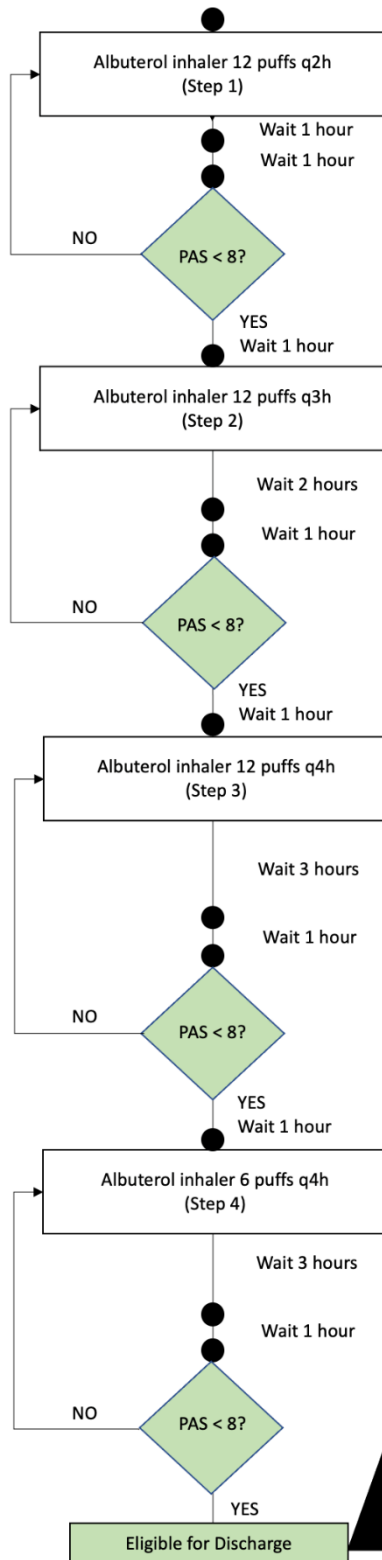 Albuterol inhaler 12 puffs q2h
(Step 1)
Wait 1 hour
Wait 1 hour
NO
PAS < 8?
YES
Wait 1 hour
Albuterol inhaler 12 puffs q3h
(Step 2)
Wait 2 hours
Wait 1 hour
NO
PAS < 8?
YES
Wait 1 hour
Albuterol inhaler 12 puffs q4h
(Step 3)
Wait 3 hours
Wait 1 hour
NO
PAS < 8?
YES
Wait 1 hour
Albuterol inhaler 6 puffs q4h
(Step 4)
Wait 3 hours
Wait 1 hour
NO
PAS < 8?
YES
Eligible for Discharge